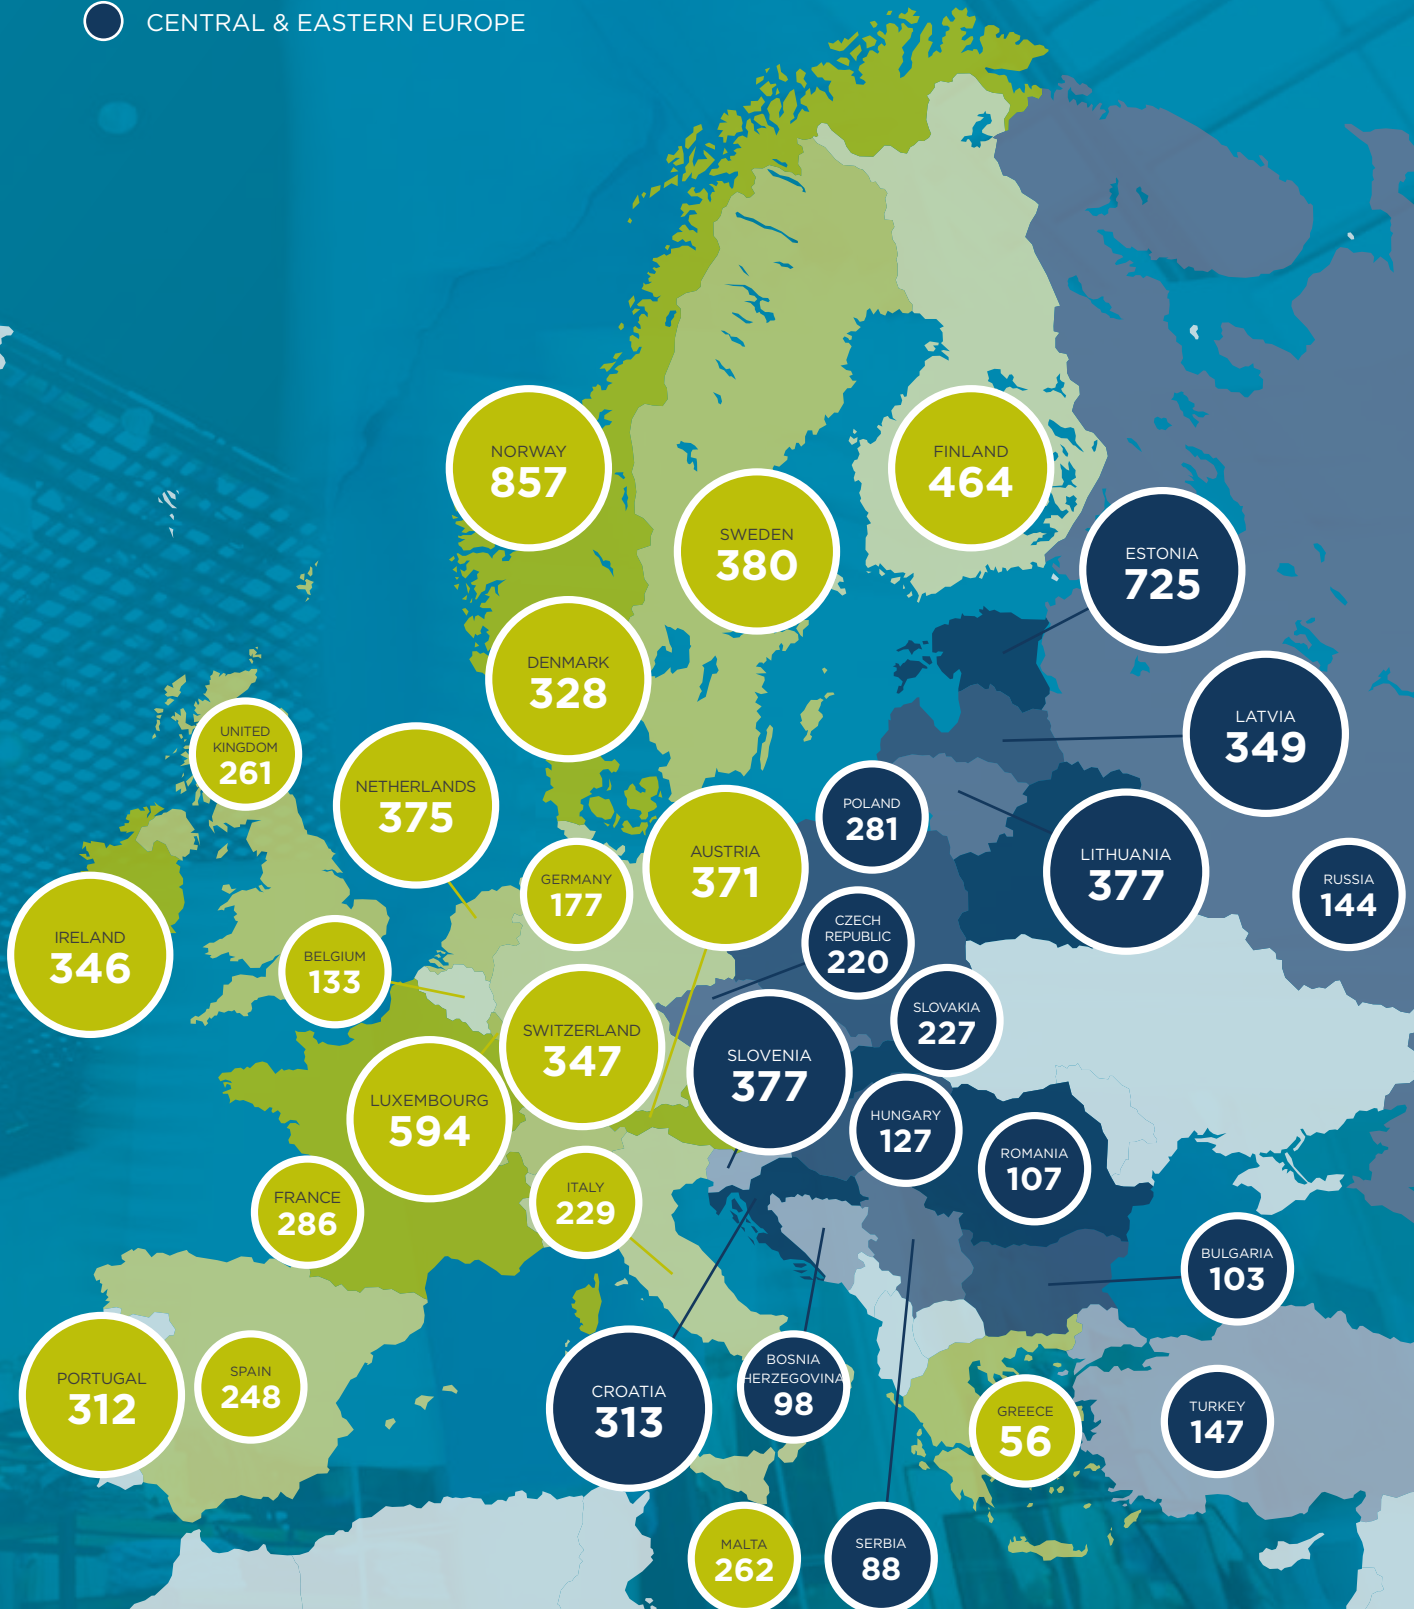 CENTRAL & EASTERN EUROPE
NORWAY
857
FINLAND
464
SWEDEN
380
ESTONIA
725
DENMARK
328
LATVIA
349
UNITED
KINGDOM
261
NETHERLANDS
375
POLAND
281
AUSTRIA
371
LITHUANIA
377
GERMANY
177
RUSSIA
144
IRELAND
346
BELGIUM
133
CZECH
REPUBLIC
220
SLOVAKIA
227
SWITZERLAND
347
SLOVENIA
377
LUXEMBOURG
594
HUNGARY
127
ROMANIA
107
FRANCE
286
ITALY
229
BULGARIA
103
PORTUGAL
312
SPAIN
248
CROATIA
313
BOSNIA
HERZEGOVINA
98
GREECE
56
TURKEY
147
MALTA
262
SERBIA
88